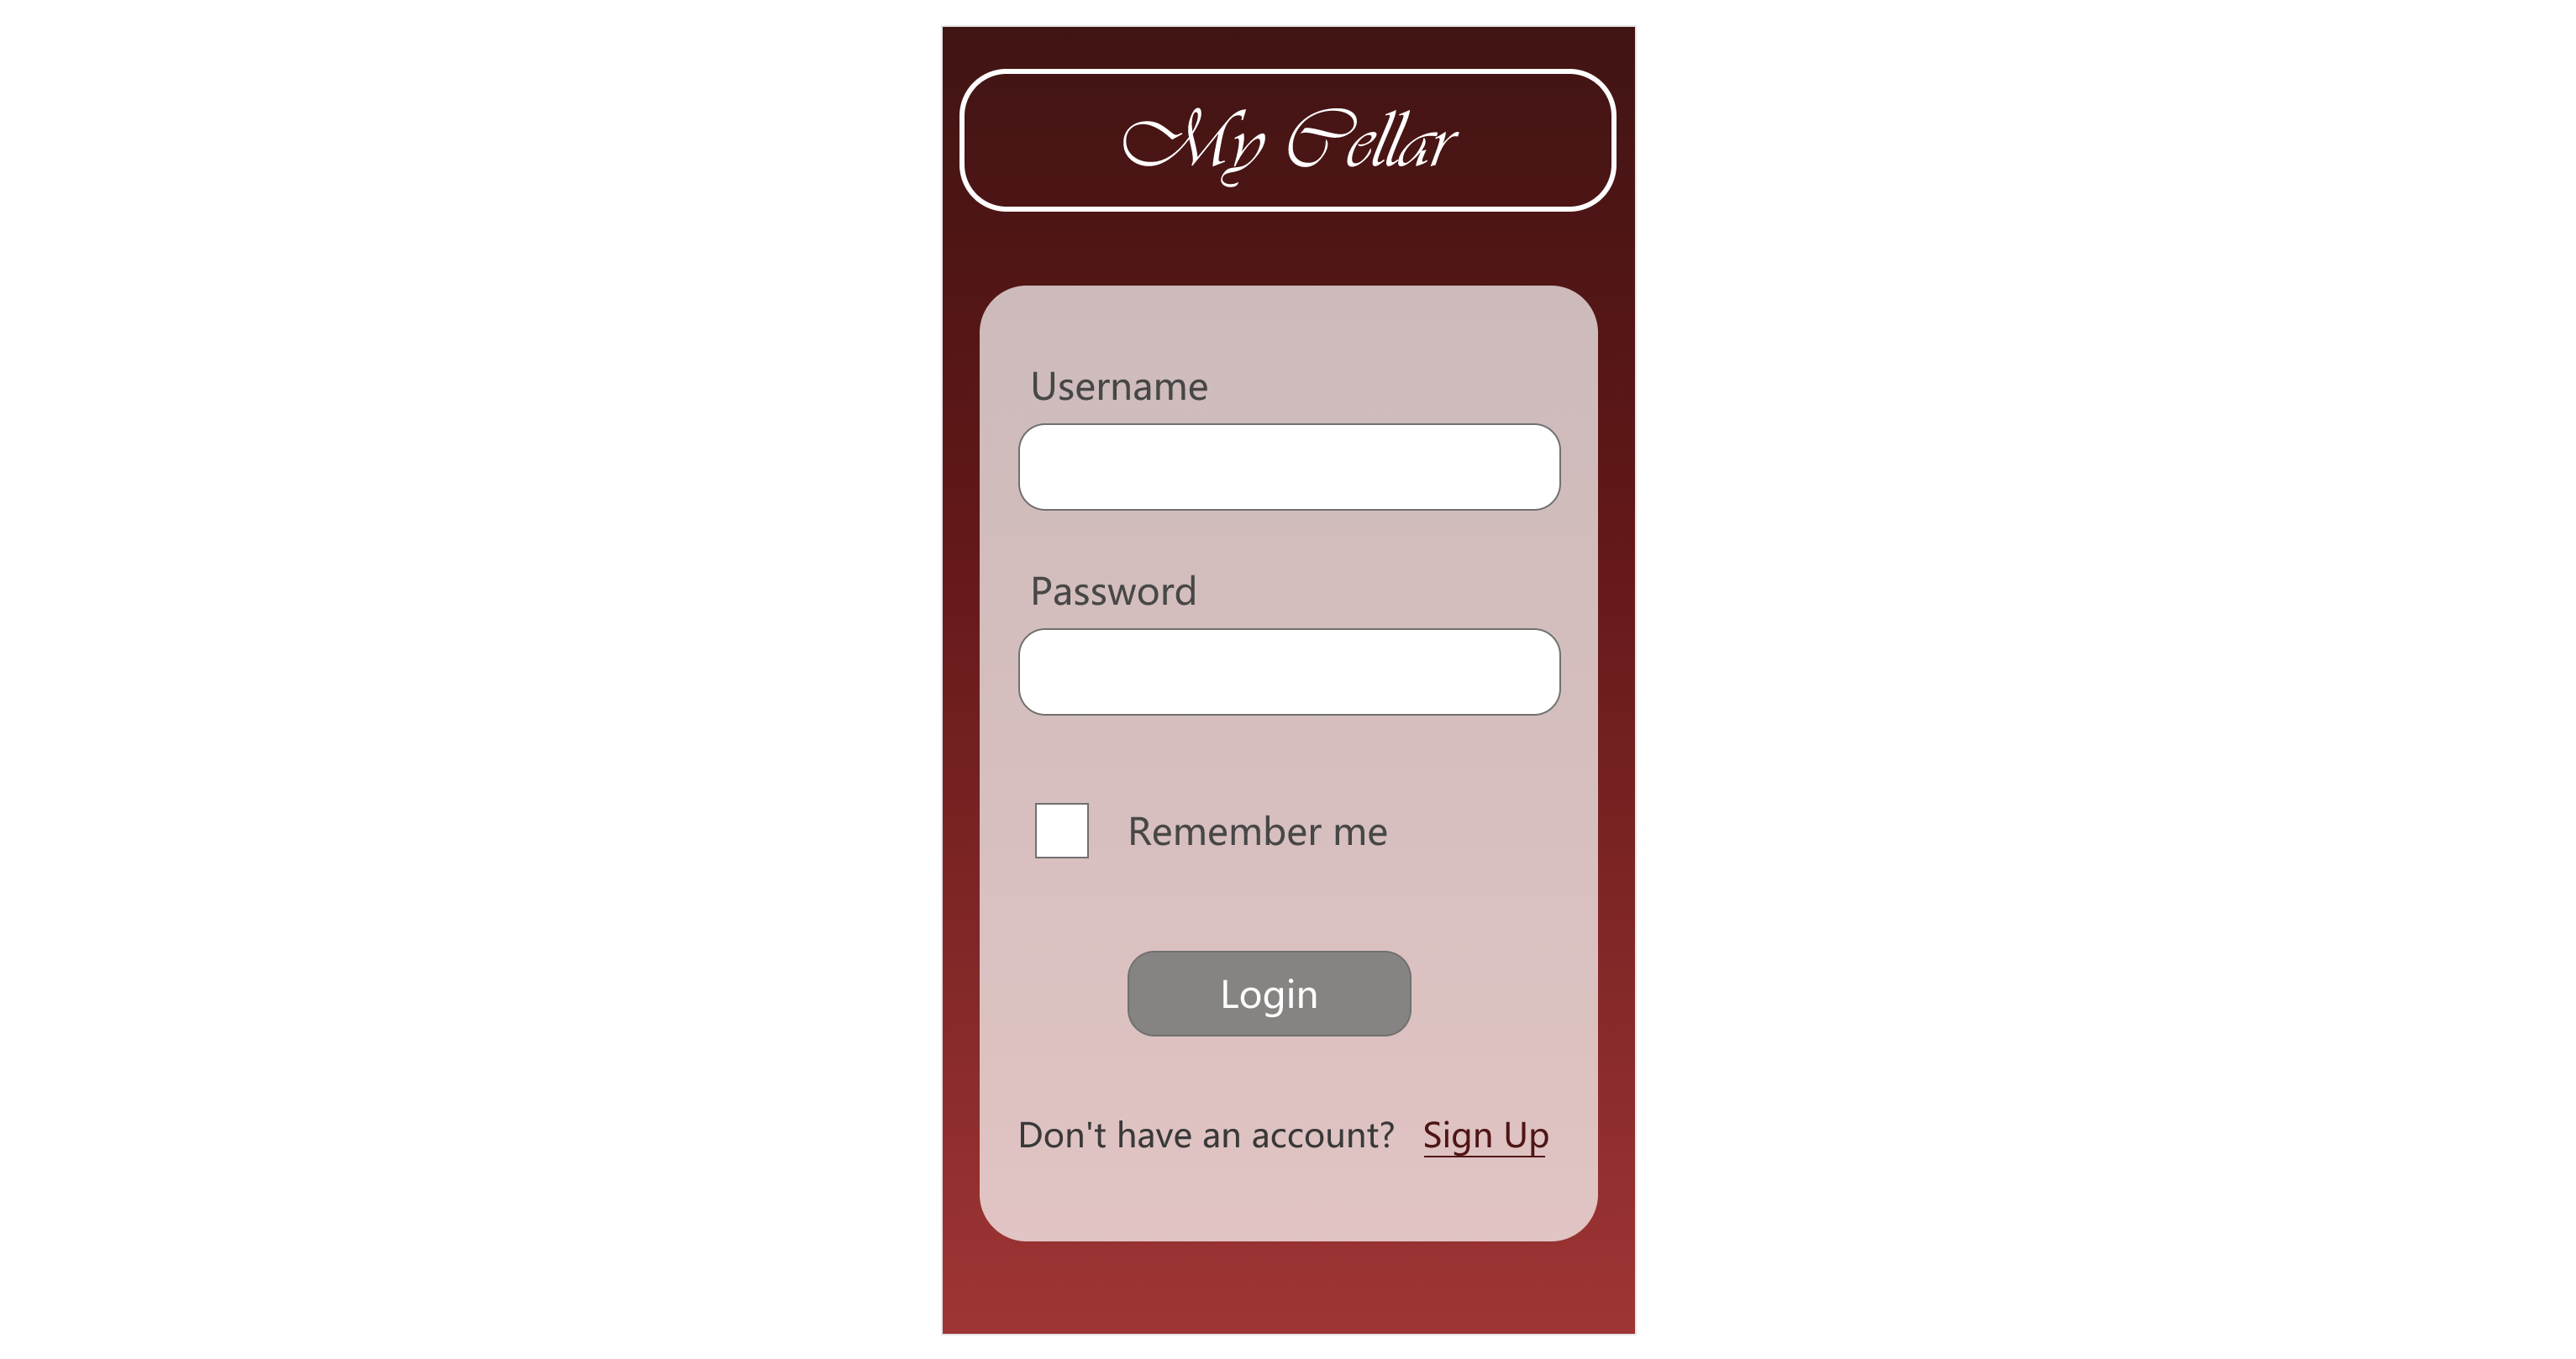 My Cellar
Username
Password
Remember me
Login
Don't have an account? Sign Up